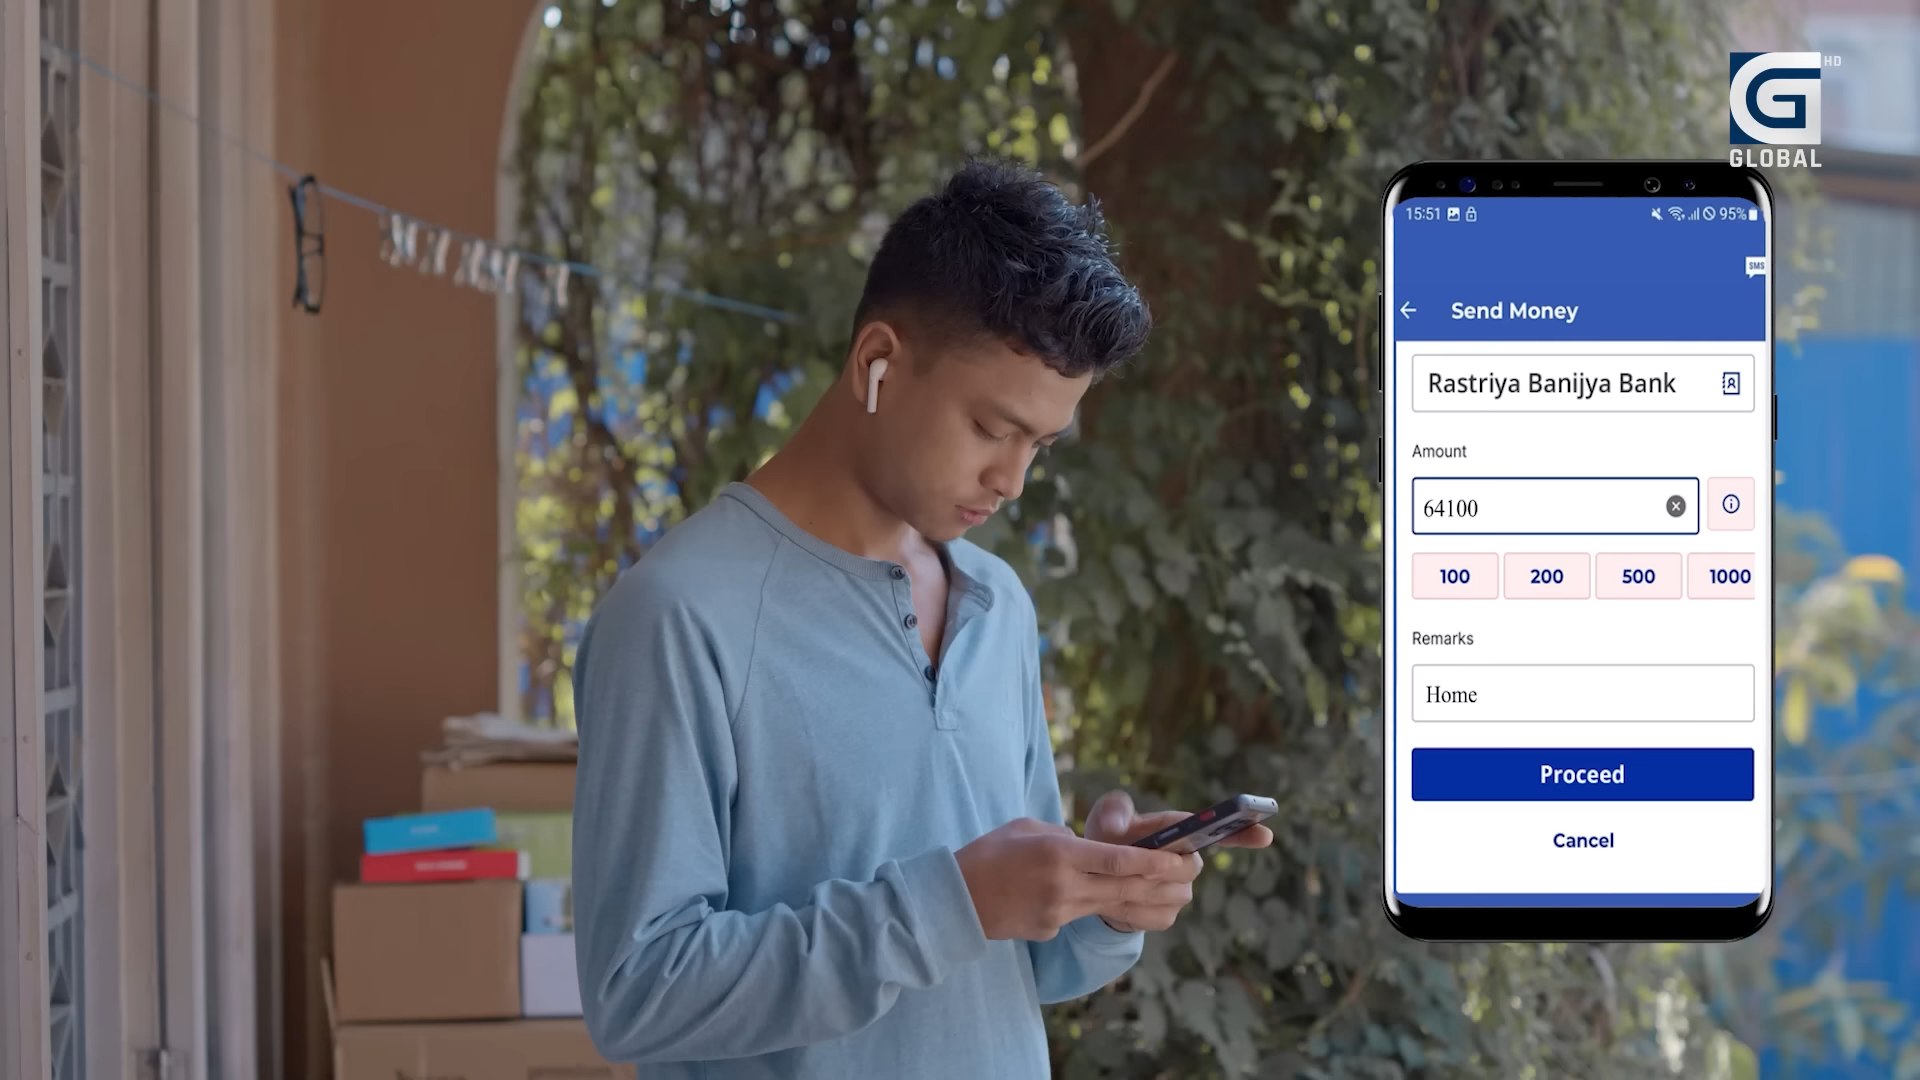 HD
GLOBAL
15:51
95%
SMS
Send Money
Rastriya Banijya Bank
Amount
64100
100 200 500 1000
Remarks
Home
Proceed
Cancel